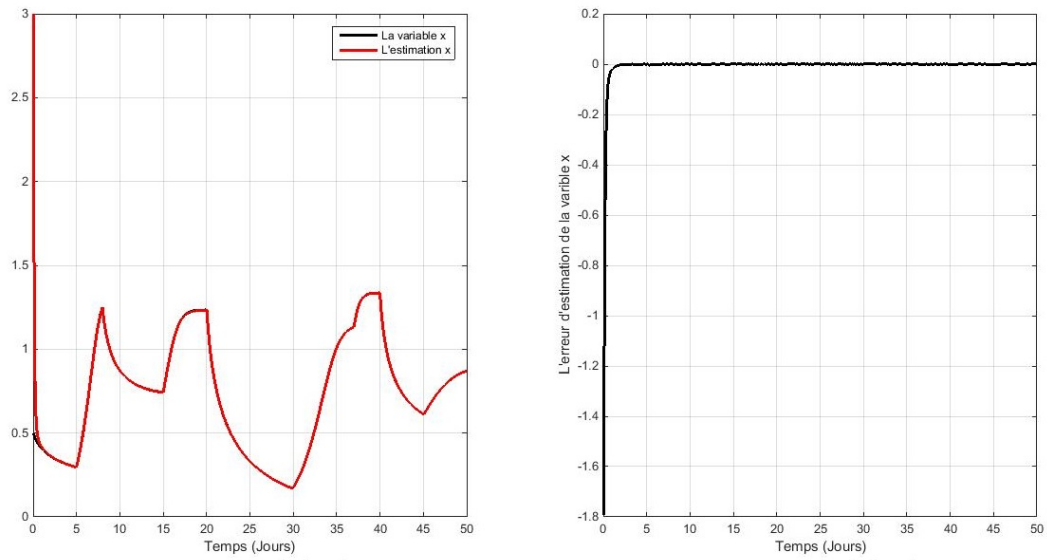 3
2.5
2
1.5
1
0.5
0
0 5 10 15 20 25 30 35 40 45 50
Temps (Jours)
La variable x
L'estimation x
0.2
0
-0.2
-0.4
-0.6
-0.8
-1
-1.2
-1.4
-1.6
-1.8
0 5 10 15 20 25 30 35 40 45 50
Temps (Jours)
L'erreur d'estimation de la varible x